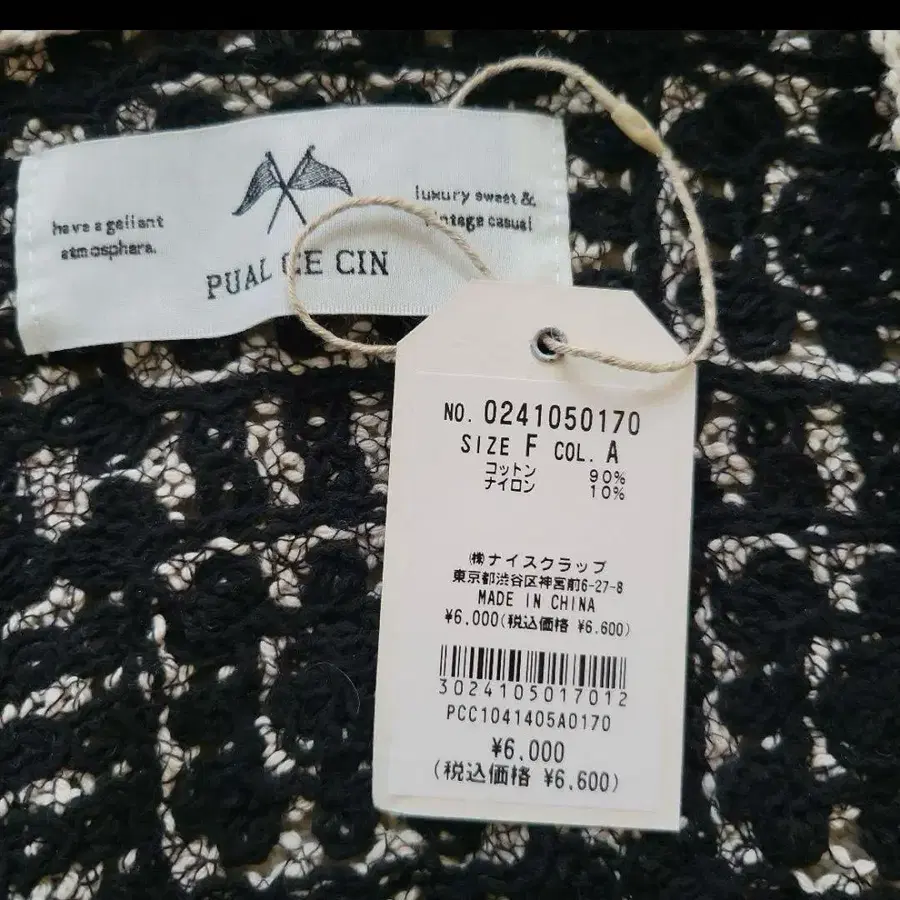 have a gallant
atmosphere.
luxury sweet &
vintage casual
PUAL CE CIN
NO. 0241050170
SIZE F COL. A
コットン 90%
ナイロン 10%
㈱ナイスクラップ
東京都渋谷区神宮前6-27-8
MADE IN CHINA
¥6.000(税込価格 ¥6.600)
3024105017012
PCC1041405A0170
¥6.000
(税込価格 ¥6,600)